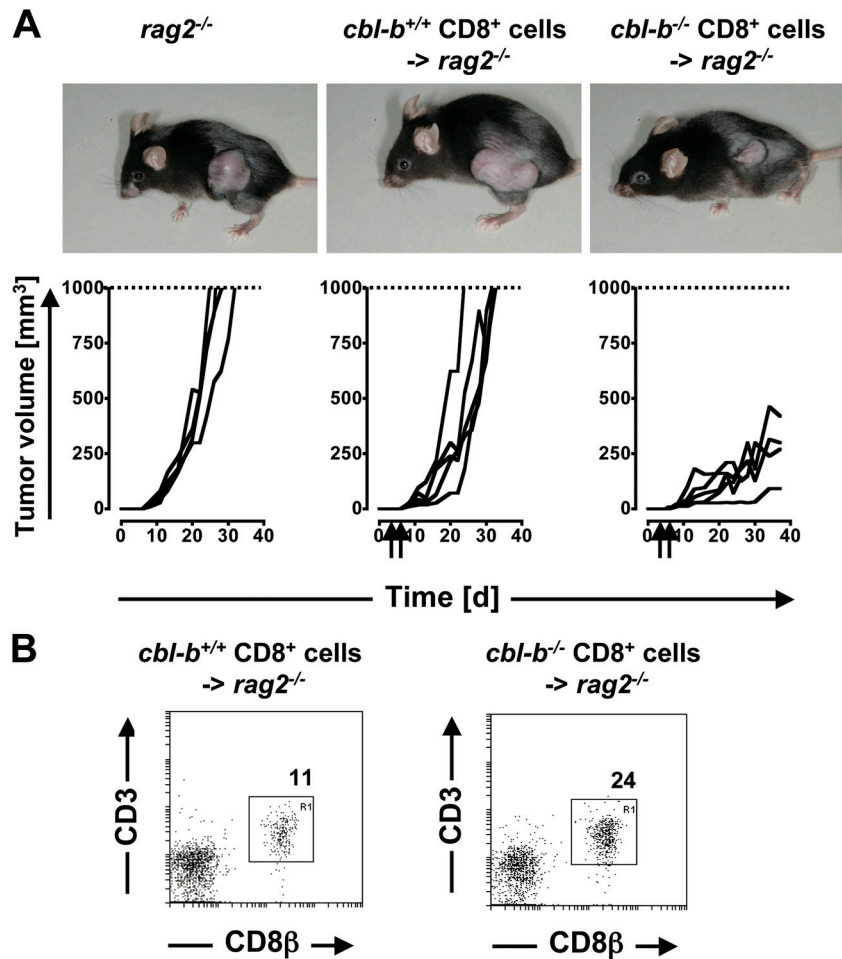 A
rag2-/-
cbl-b+/+ CD8+ cells
-> rag2-/-
cbl-b-/- CD8+ cells
-> rag2-/-
Tumor volume [mm3]
1000
750
500
250
0
0 10 20 30 40
1000
750
500
250
0
0 10 20 30 40
1000
750
500
250
0
0 10 20 30 40
Time [d]
B
cbl-b+/+ CD8+ cells
-> rag2-/-
cbl-b-/- CD8+ cells
-> rag2-/-
CD3
11
R1
CD8β
CD3
24
R1
CD8β